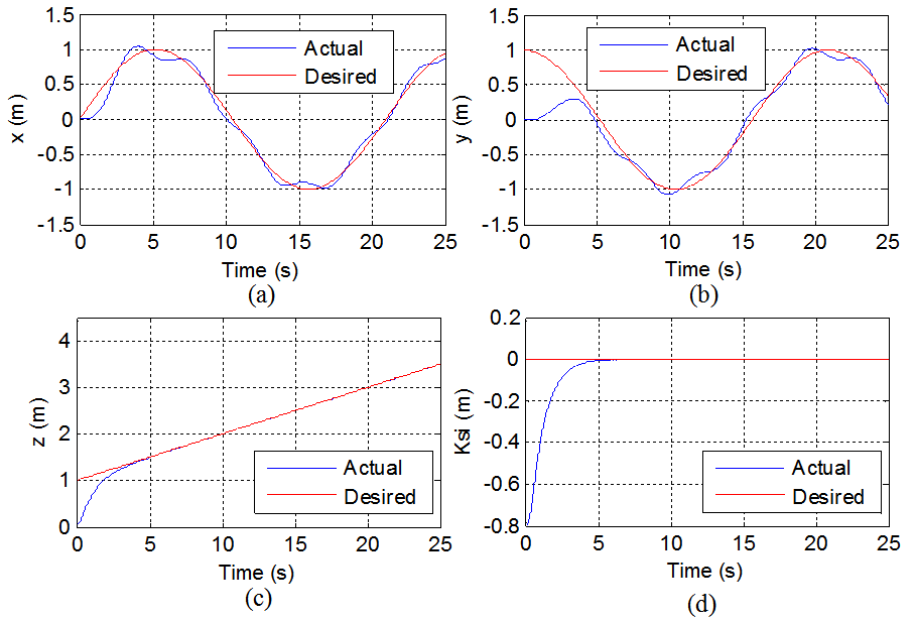 1.5
1
0.5
0
-0.5
-1
-1.5
x (m)
0 5 10 15 20 25
Time (s)
Actual
Desired
(a)
1.5
1
0.5
0
-0.5
-1
-1.5
y (m)
0 5 10 15 20 25
Time (s)
Actual
Desired
(b)
4
3
2
1
0
z (m)
0 5 10 15 20 25
Time (s)
Actual
Desired
(c)
0.2
0
-0.2
-0.4
-0.6
-0.8
Ksi (m)
0 5 10 15 20 25
Time (s)
Actual
Desired
(d)